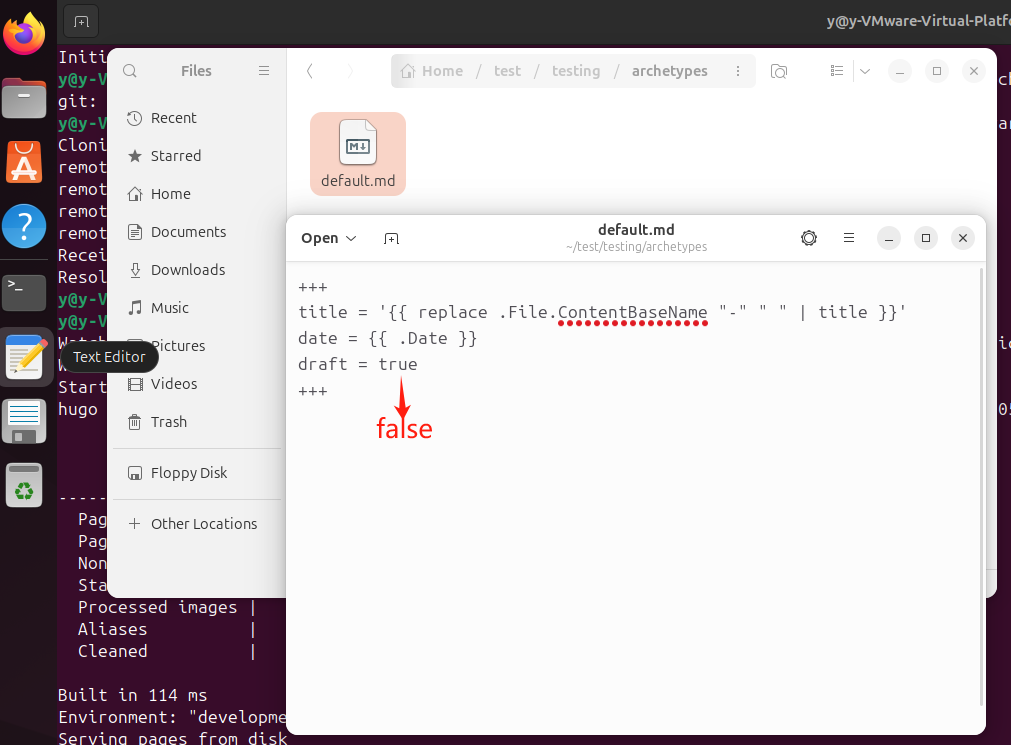 y@y-VMware-Virtual-Platfo
Initi
y@y-V
git:
y@y-V
Cloni
remot
remot
remot
remot
Recei
Resol
y@y-V
y@y-V
Watch
W
Start
hugo
Files
Home / test / testing / archetypes
Recent
Starred
Home
Documents
Downloads
Music
Pictures
Videos
Trash
Floppy Disk
Other Locations
default.md
Text Editor
Open
default.md
~/test/testing/archetypes
+++
title = '{{ replace .File.ContentBaseName "-" " " | title }}'
date = {{ .Date }}
draft = true
+++
false
-----
Pag
Pag
Non
Sta
Processed images |
Aliases |
Cleaned |
Built in 114 ms
Environment: "developme
Serving pages from disk